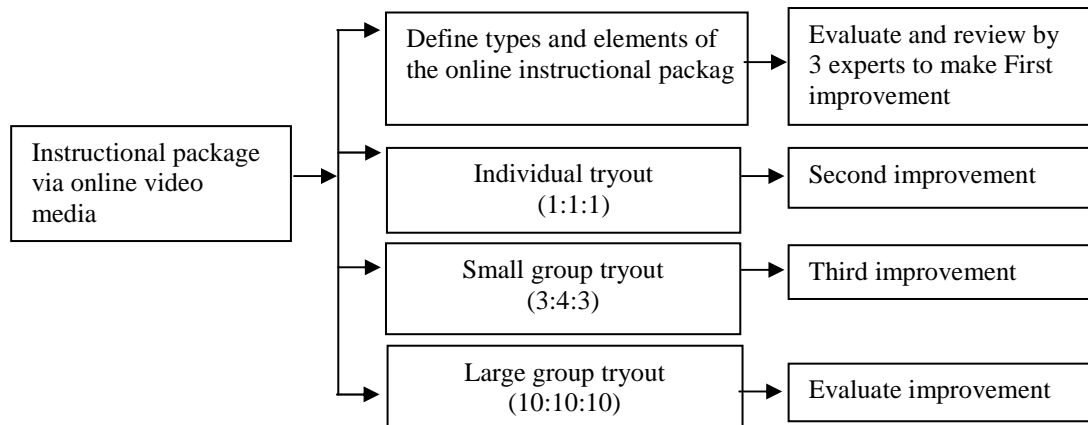 Define types and elements of
the online instructional packag
Evaluate and review by
3 experts to make First
improvement
Instructional package
via online video
media
Individual tryout
(1:1:1)
Second improvement
Small group tryout
(3:4:3)
Third improvement
Large group tryout
(10:10:10)
Evaluate improvement